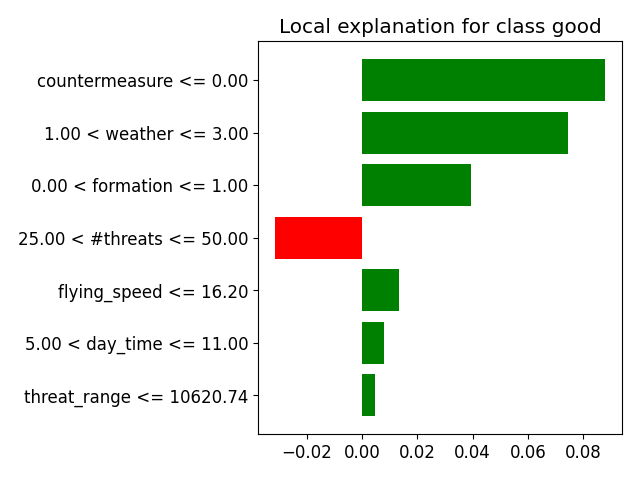 Local explanation for class good
countermeasure <= 0.00
1.00 < weather <= 3.00
0.00 < formation <= 1.00
25.00 < #threats <= 50.00
flying_speed <= 16.20
5.00 < day_time <= 11.00
threat_range <= 10620.74
−0.02 0.00 0.02 0.04 0.06 0.08